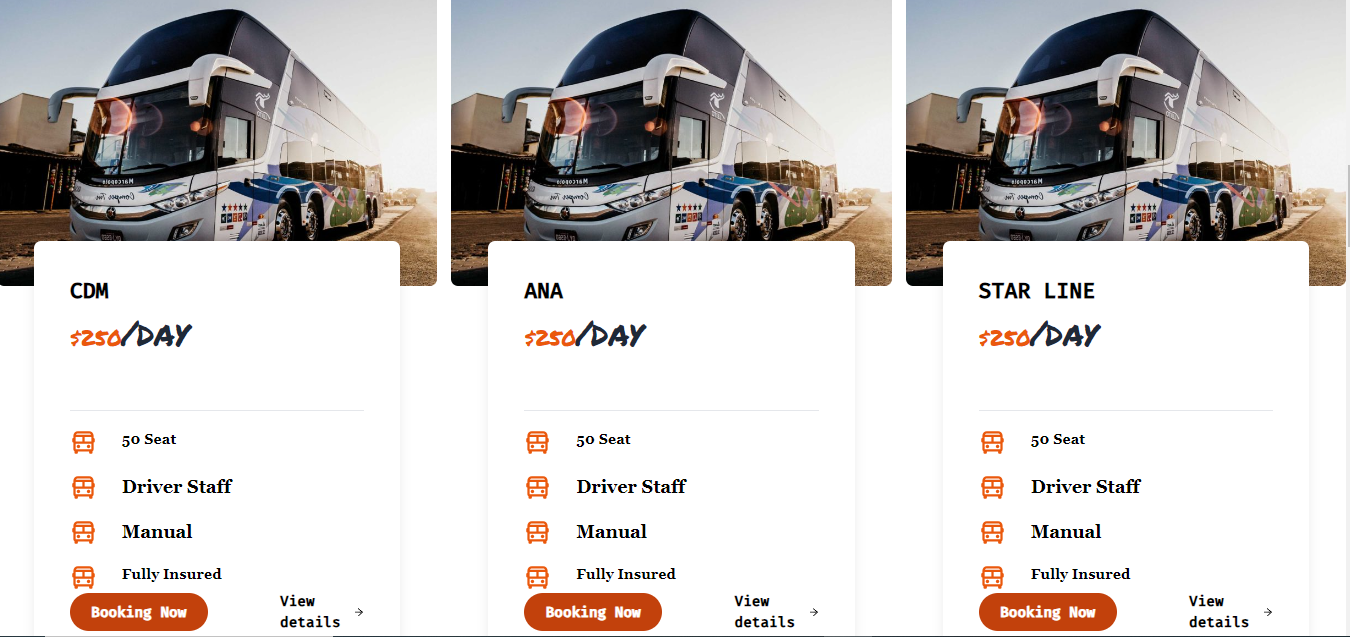 CDM
$250/DAY
50 Seat
Driver Staff
Manual
Fully Insured
Booking Now
View
details
ANA
$250/DAY
50 Seat
Driver Staff
Manual
Fully Insured
Booking Now
View
details
STAR LINE
$250/DAY
50 Seat
Driver Staff
Manual
Fully Insured
Booking Now
View
details